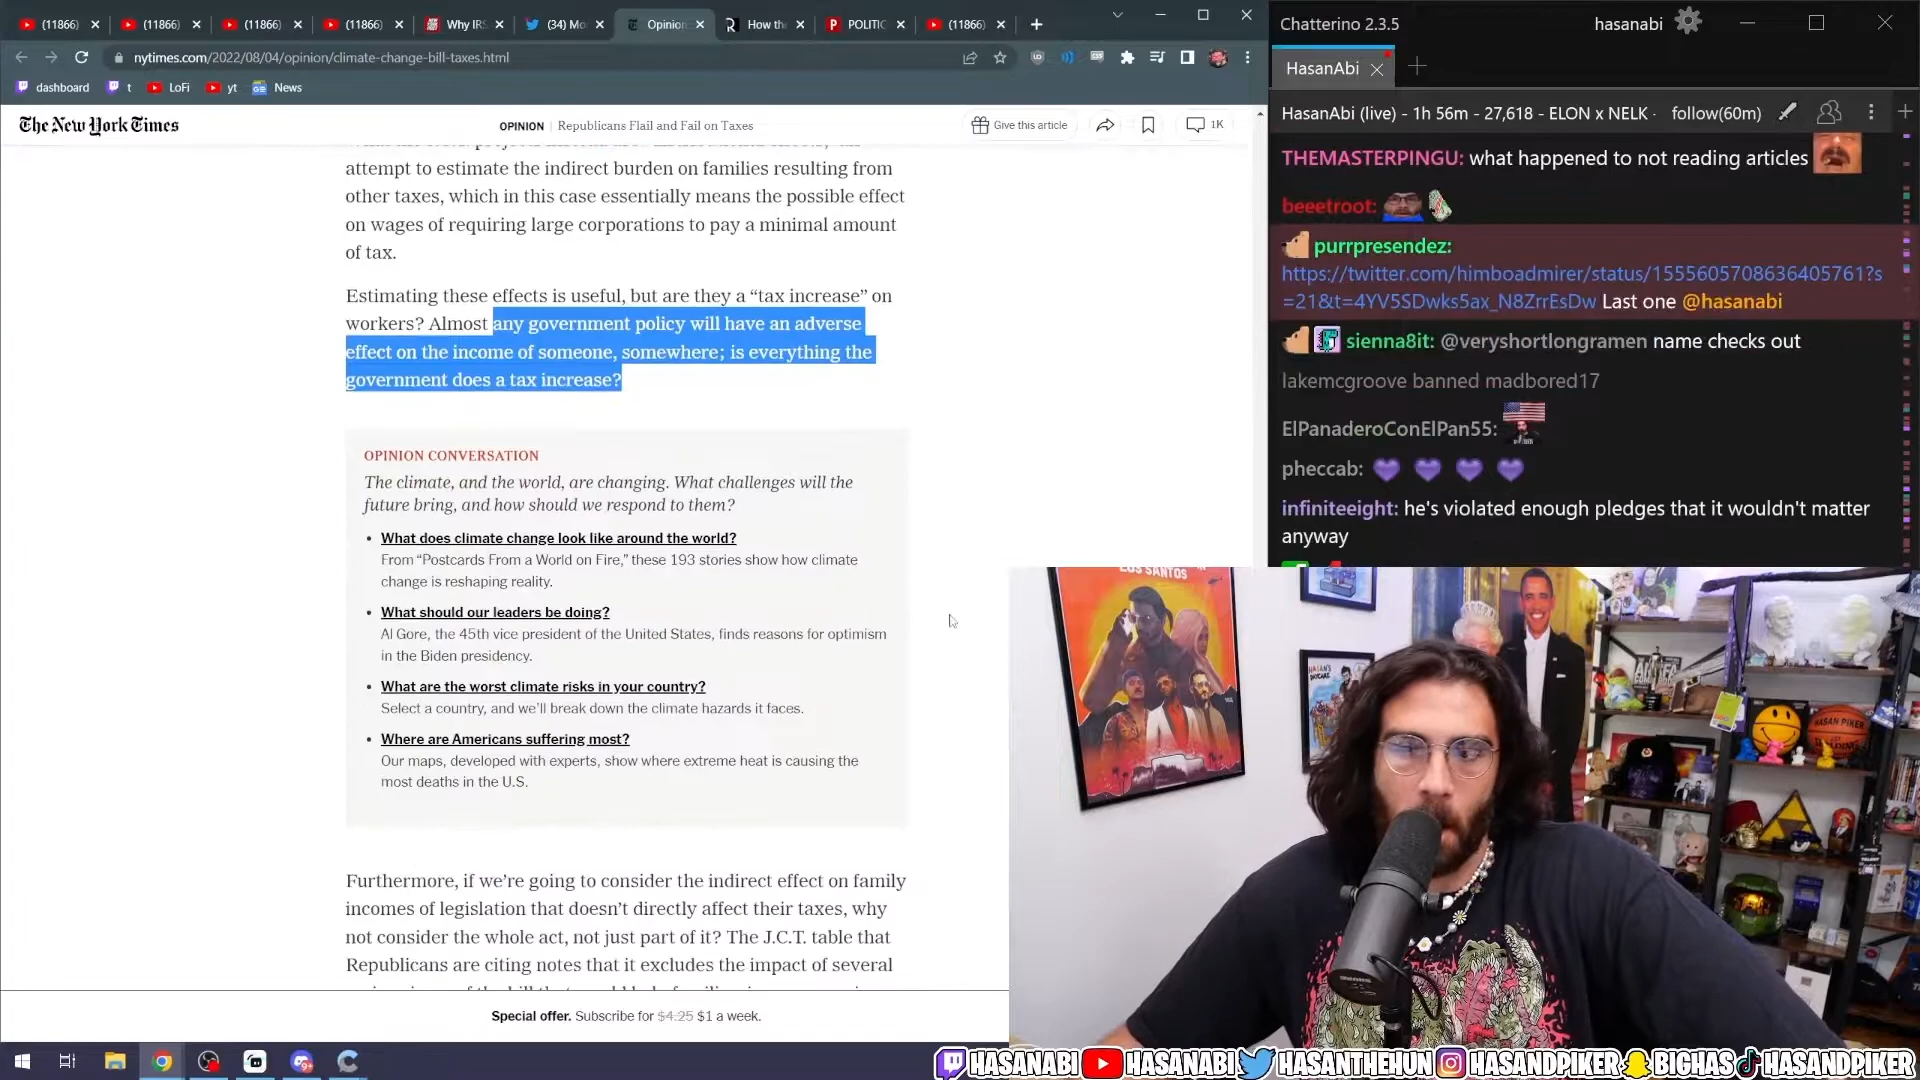 (11866)
(11866)
(11866)
(11866)
Why IRS
(34) Mo
Opinion
How the
POLITIC
(11866)
nytimes.com/2022/08/04/opinion/climate-change-bill-taxes.html
dashboard
t
LoFi
yt
News
The New York Times
OPINION | Republicans Flail and Fail on Taxes
Give this article
1K
attempt to estimate the indirect burden on families resulting from
other taxes, which in this case essentially means the possible effect
on wages of requiring large corporations to pay a minimal amount
of tax.
Estimating these effects is useful, but are they a “tax increase” on
workers? Almost any government policy will have an adverse
effect on the income of someone, somewhere; is everything the
government does a tax increase?
OPINION CONVERSATION
The climate, and the world, are changing. What challenges will the
future bring, and how should we respond to them?
• What does climate change look like around the world?
From “Postcards From a World on Fire,” these 193 stories show how climate
change is reshaping reality.
• What should our leaders be doing?
Al Gore, the 45th vice president of the United States, finds reasons for optimism
in the Biden presidency.
• What are the worst climate risks in your country?
Select a country, and we’ll break down the climate hazards it faces.
• Where are Americans suffering most?
Our maps, developed with experts, show where extreme heat is causing the
most deaths in the U.S.
Furthermore, if we’re going to consider the indirect effect on family
incomes of legislation that doesn’t directly affect their taxes, why
not consider the whole act, not just part of it? The J.C.T. table that
Republicans are citing notes that it excludes the impact of several
Special offer. Subscribe for $4.25 $1 a week.
Chatterino 2.3.5
hasanabi
HasanAbi
HasanAbi (live) - 1h 56m - 27,618 - ELON x NELK ·
follow(60m)
THEMASTERPINGU: what happened to not reading articles
beeetroot:
purrpresendez:
https://twitter.com/himboadmirer/status/1555605708636405761?s
=21&t=4YV5SDwks5ax_N8ZrrEsDw Last one @hasanabi
sienna8it: @veryshortlongramen name checks out
lakemcgroove banned madbored17
ElPanaderoConElPan55:
pheccab:
infiniteeight: he's violated enough pledges that it wouldn't matter
anyway
LOS SANTOS
HASAN PIKER
HASANABI
HASANABI
HASANTHEHUN
HASANDPIKER
BIGHAS
HASANDPIKER